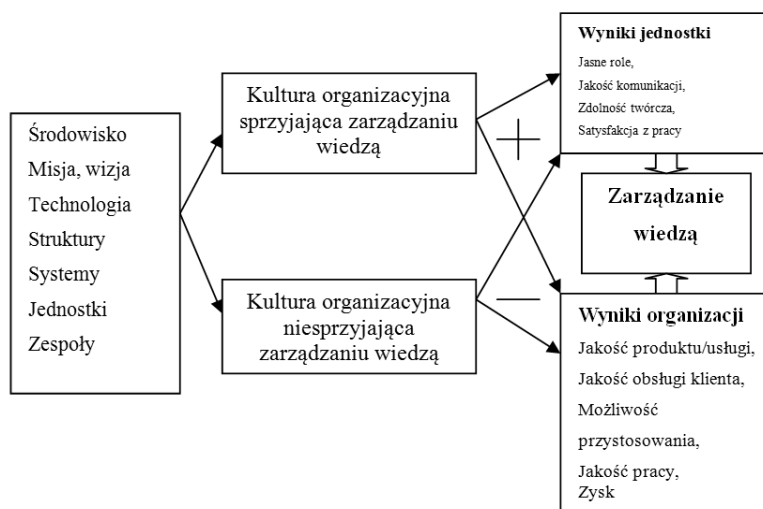 Środowisko
Misja, wizja
Technologia
Struktury
Systemy
Jednostki
Zespoły
Kultura organizacyjna
sprzyjająca zarządzaniu
wiedzą
+
Kultura organizacyjna
niesprzyjająca
zarządzaniu wiedzą
—
Wyniki jednostki
Jasne role,
Jakość komunikacji,
Zdolność twórcza,
Satysfakcja z pracy
Zarządzanie
wiedzą
Wyniki organizacji
Jakość produktu/usługi,
Jakość obsługi klienta,
Możliwość
przystosowania,
Jakość pracy,
Zysk